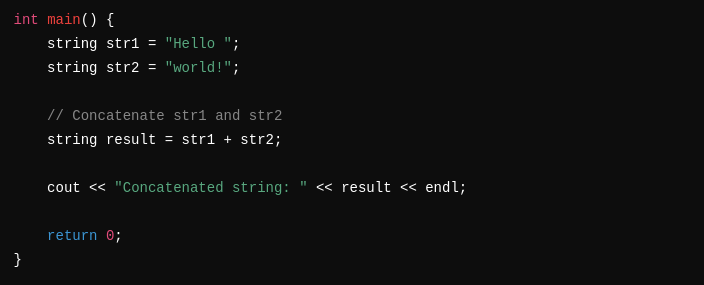 int main() {
    string str1 = "Hello ";
    string str2 = "world!";

    // Concatenate str1 and str2
    string result = str1 + str2;

    cout << "Concatenated string: " << result << endl;

    return 0;
}